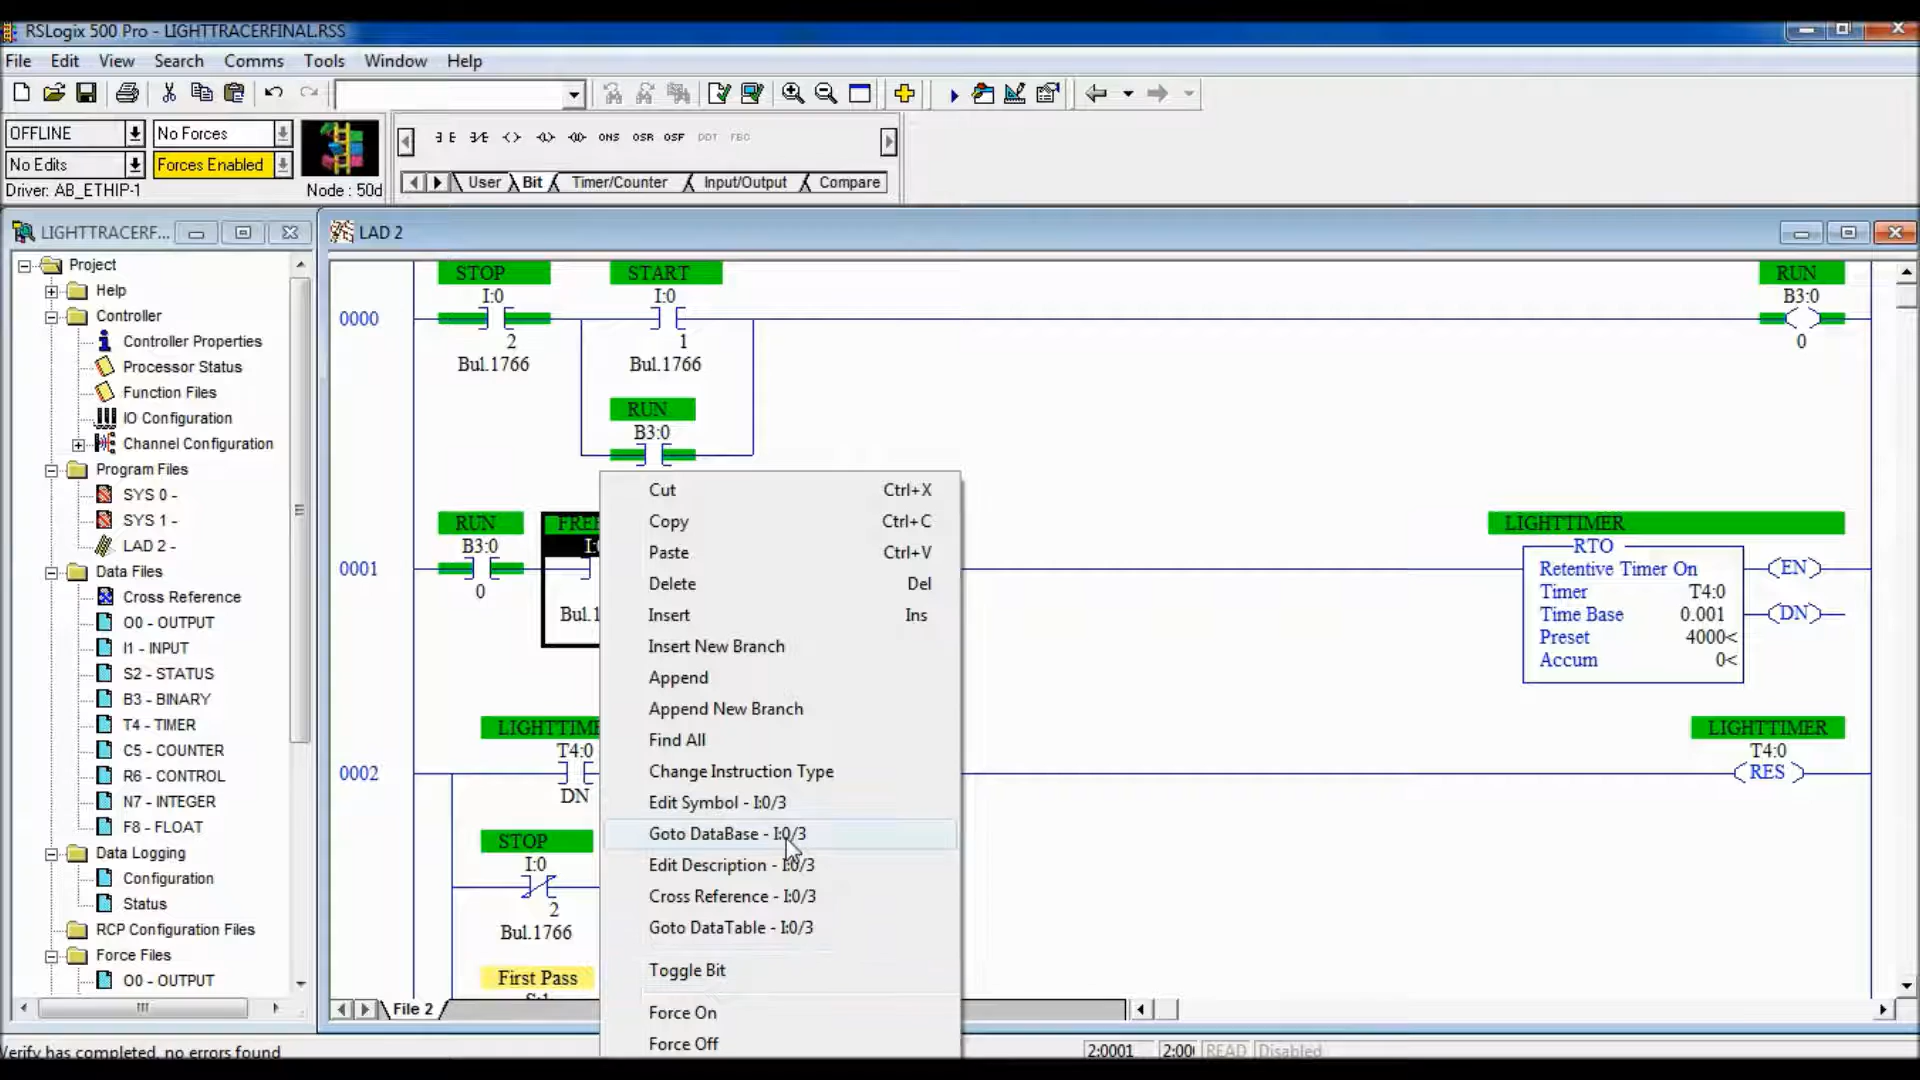 RSLogix 500 Pro - LIGHTTRACERFINAL.RSS
File Edit View Search Comms Tools Window Help
OFFLINE No Forces
No Edits Forces Enabled
Driver: AB_ETHIP-1 Node : 50d
ONS OSR OSF DDT FBC
User Bit Timer/Counter Input/Output Compare
LIGHTTRACERF...
Project
Help
Controller
Controller Properties
Processor Status
Function Files
IO Configuration
Channel Configuration
Program Files
SYS 0 -
SYS 1 -
LAD 2 -
Data Files
Cross Reference
O0 - OUTPUT
I1 - INPUT
S2 - STATUS
B3 - BINARY
T4 - TIMER
C5 - COUNTER
R6 - CONTROL
N7 - INTEGER
F8 - FLOAT
Data Logging
Configuration
Status
RCP Configuration Files
Force Files
O0 - OUTPUT
LAD 2
STOP START RUN
I:0 I:0 B3:0
0000
2 1 0
Bul.1766 Bul.1766
RUN
B3:0
RUN FREE LIGHTTIMER
B3:0 RTO
0001 Retentive Timer On EN
0 Timer T4:0
Bul.1 Time Base 0.001 DN
Preset 4000<
Accum 0<
LIGHTTIME LIGHTTIMER
T4:0 T4:0
0002 RES
DN
STOP
I:0
2
Bul.1766
First Pass
S:1
File 2
Cut Ctrl+X
Copy Ctrl+C
Paste Ctrl+V
Delete Del
Insert Ins
Insert New Branch
Append
Append New Branch
Find All
Change Instruction Type
Edit Symbol - I:0/3
Goto DataBase - I:0/3
Edit Description - I:0/3
Cross Reference - I:0/3
Goto DataTable - I:0/3
Toggle Bit
Force On
Force Off
Verify has completed, no errors found
2:0001 2:00 READ Disabled